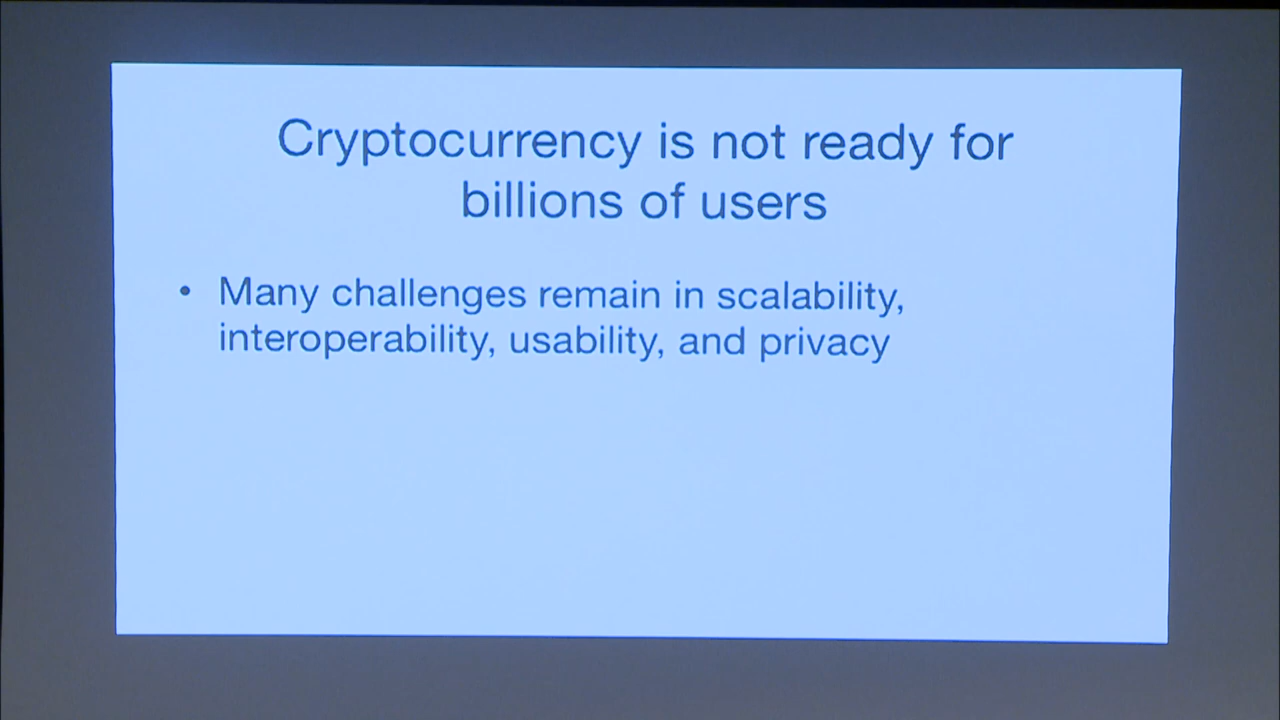 Cryptocurrency is not ready for
billions of users
• Many challenges remain in scalability,
interoperability, usability, and privacy